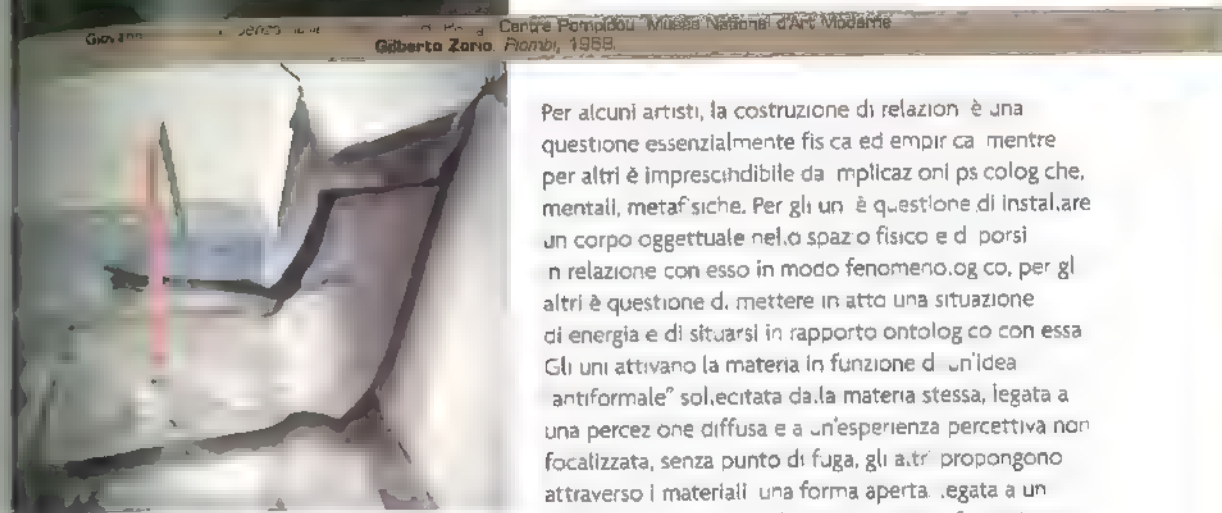 Centre Pompidou Musée National d'Art Moderne
Gilberto Zorio. Piombi, 1968.
Per alcuni artisti, la costruzione di relazioni è una
questione essenzialmente fisica ed empirica mentre
per altri è imprescindibile da implicazioni psicologiche,
mentali, metafisiche. Per gli uni è questione di installare
un corpo oggettuale nello spazio fisico e di porsi
in relazione con esso in modo fenomenologico, per gli
altri è questione di mettere in atto una situazione
di energia e di situarsi in rapporto ontologico con essa
Gli uni attivano la materia in funzione di un'idea
antiformale" sollecitata dalla materia stessa, legata a
una percezione diffusa e a un'esperienza percettiva non
focalizzata, senza punto di fuga, gli altri propongono
attraverso i materiali una forma aperta legata a un